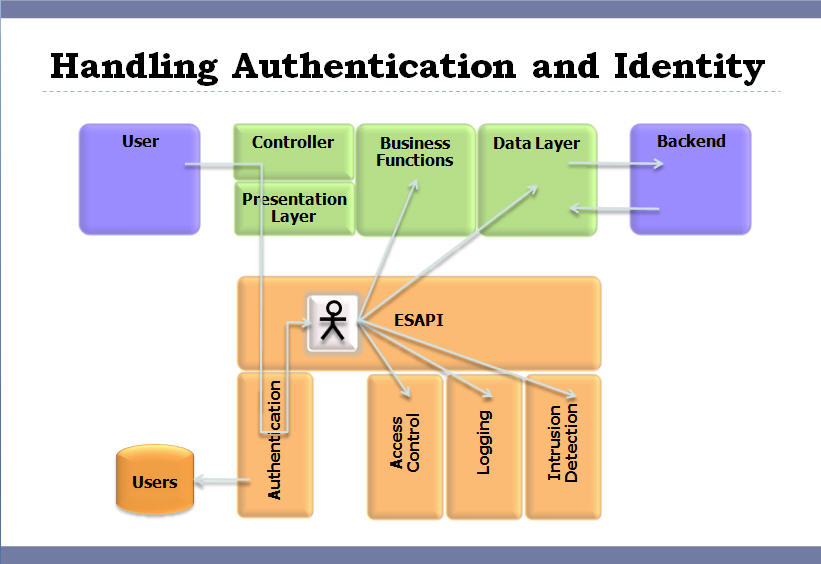 Handling Authentication and Identity
User
Controller
Presentation
Layer
Business
Functions
Data Layer
Backend
ESAPI
Authentication
Access
Control
Logging
Intrusion
Detection
Users